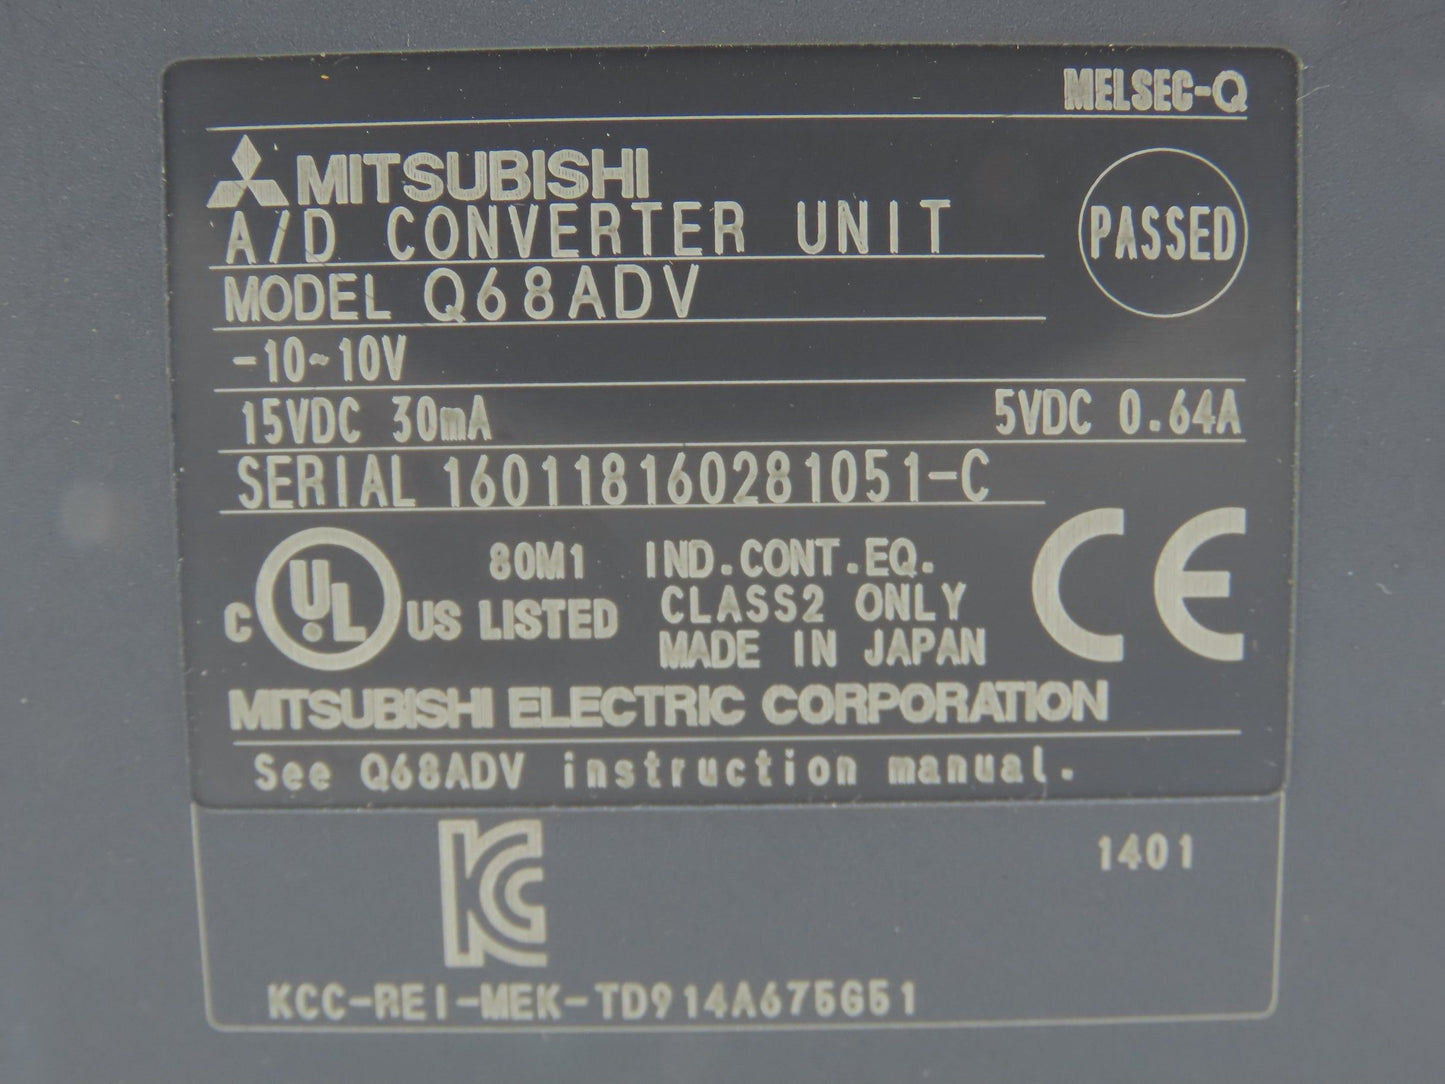 MELSEC-Q
MITSUBISHI
A/D CONVERTER UNIT
PASSED
MODEL Q68ADV
-10~10V
15VDC 30mA 5VDC 0.64A
SERIAL 160118160281051-C
C UL US LISTED 80M1 IND.CONT.EQ.
CLASS2 ONLY
MADE IN JAPAN
CE
MITSUBISHI ELECTRIC CORPORATION
See Q68ADV instruction manual.
KC
1401
KCC-REI-MEK-TD914A675G51